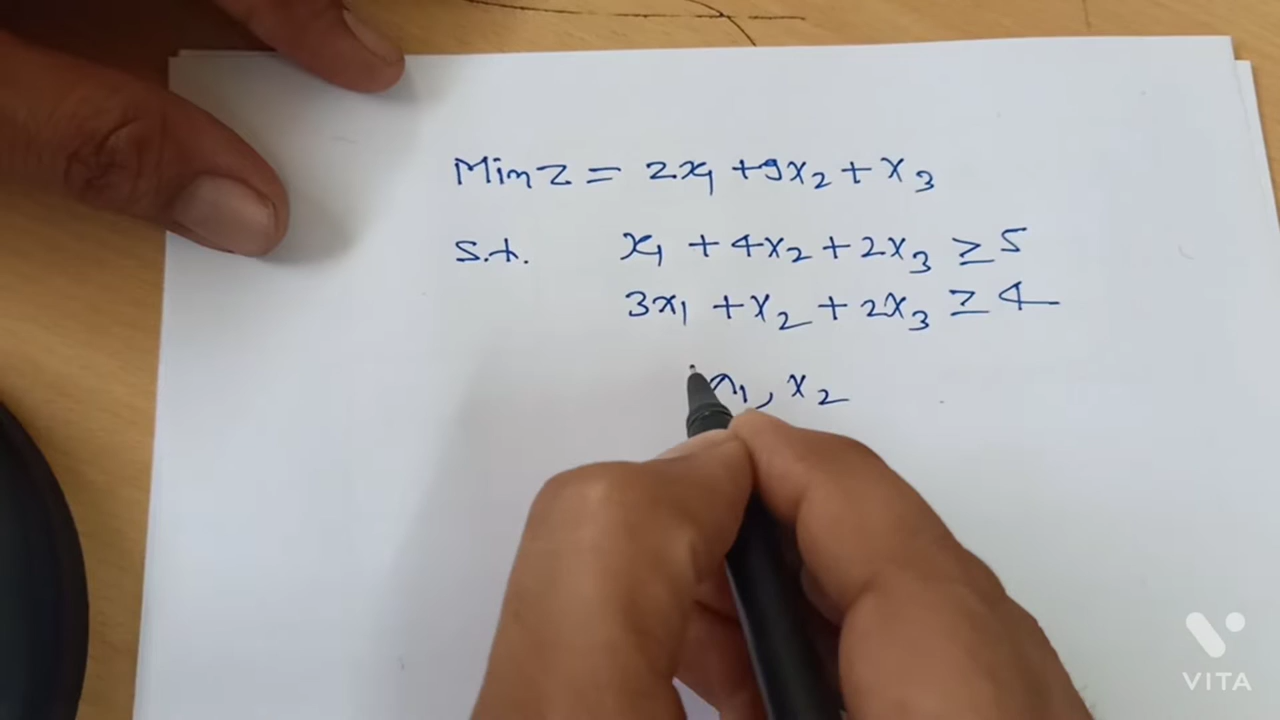 Min Z = 2x₁ + 9x₂ + x₃
s.t. x₁ + 4x₂ + 2x₃ ≥ 5
3x₁ + x₂ + 2x₃ ≥ 4
x₁, x₂
VITA